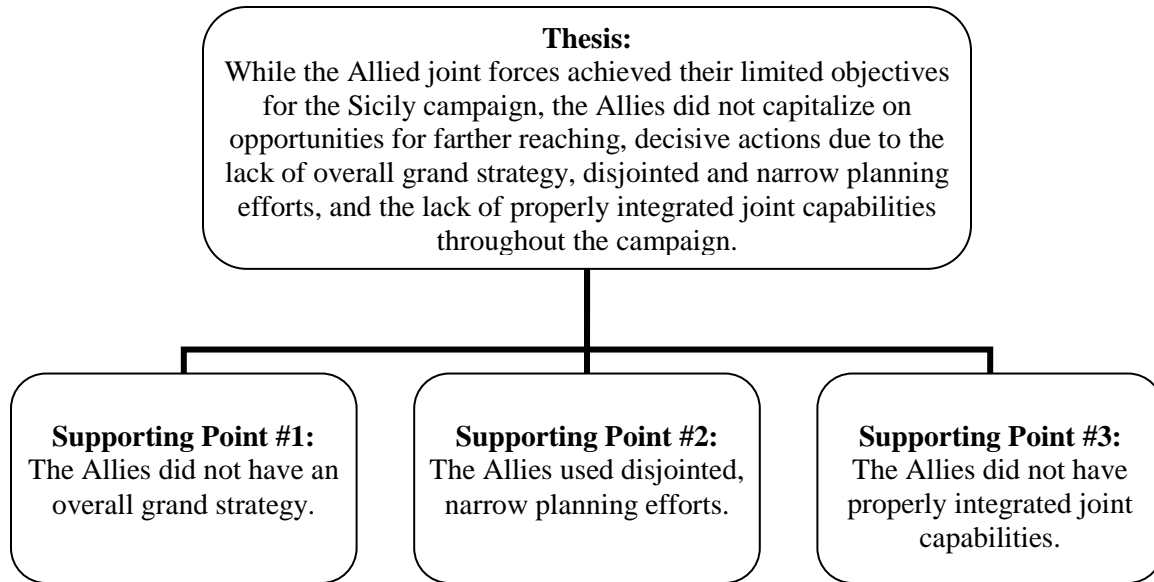 Thesis:
While the Allied joint forces achieved their limited objectives
for the Sicily campaign, the Allies did not capitalize on
opportunities for farther reaching, decisive actions due to the
lack of overall grand strategy, disjointed and narrow planning
efforts, and the lack of properly integrated joint capabilities
throughout the campaign.
Supporting Point #1:
The Allies did not have an
overall grand strategy.
Supporting Point #2:
The Allies used disjointed,
narrow planning efforts.
Supporting Point #3:
The Allies did not have
properly integrated joint
capabilities.